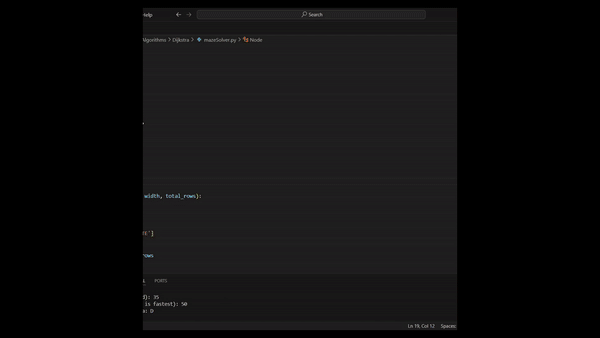 Help
Search
Algorithms > Dijkstra > mazeSolver.py > Node
width, total_rows):
TE']
rows
PORTS
d): 35
is fastest): 50
a: D
Ln 19, Col 12 Spaces: